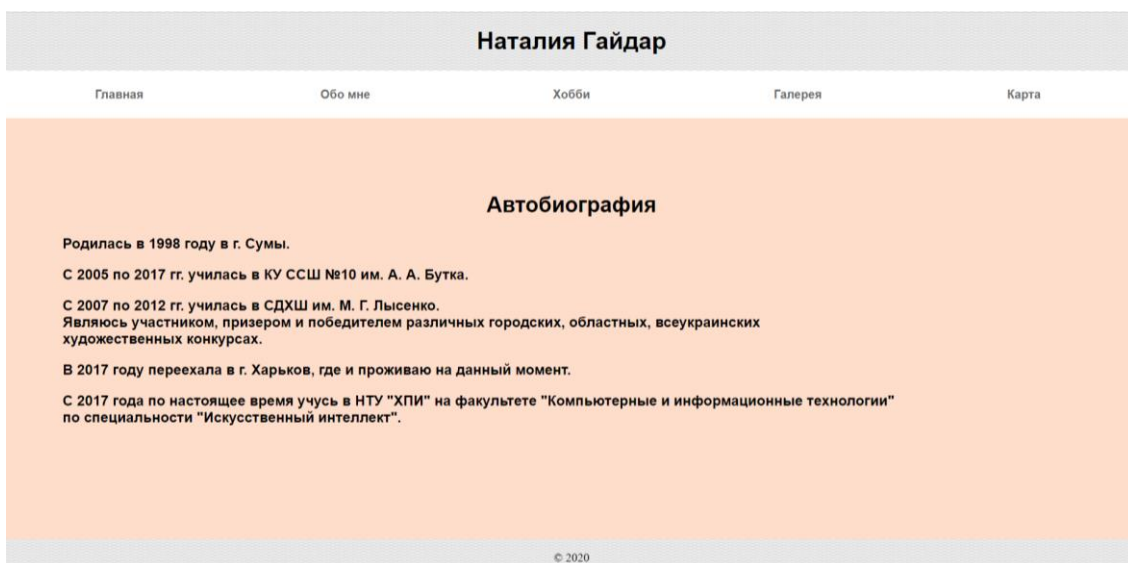 Наталия Гайдар
Главная Обо мне Хобби Галерея Карта
Автобиография
Родилась в 1998 году в г. Сумы.
С 2005 по 2017 гг. училась в КУ ССШ №10 им. А. А. Бутка.
С 2007 по 2012 гг. училась в СДХШ им. М. Г. Лысенко.
Являюсь участником, призером и победителем различных городских, областных, всеукраинских
художественных конкурсах.
В 2017 году переехала в г. Харьков, где и проживаю на данный момент.
С 2017 года по настоящее время учусь в НТУ "ХПИ" на факультете "Компьютерные и информационные технологии"
по специальности "Искусственный интеллект".
© 2020